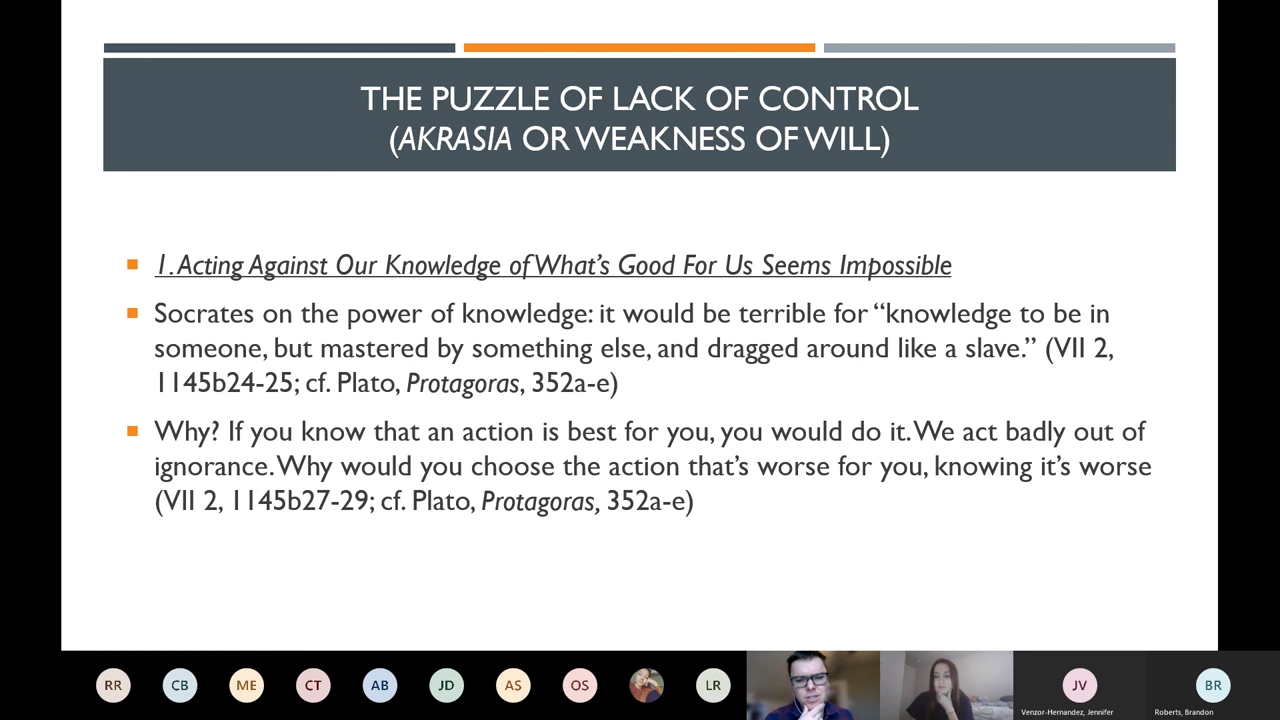 THE PUZZLE OF LACK OF CONTROL
(AKRASIA OR WEAKNESS OF WILL)
1. Acting Against Our Knowledge of What's Good For Us Seems Impossible
Socrates on the power of knowledge: it would be terrible for “knowledge to be in
someone, but mastered by something else, and dragged around like a slave.” (VII 2,
1145b24-25; cf. Plato, Protagoras, 352a-e)
Why? If you know that an action is best for you, you would do it. We act badly out of
ignorance. Why would you choose the action that's worse for you, knowing it's worse
(VII 2, 1145b27-29; cf. Plato, Protagoras, 352a-e)
RR CB ME CT AB JD AS OS LR JV BR
Venzor-Hernandez, Jennifer Roberts, Brandon